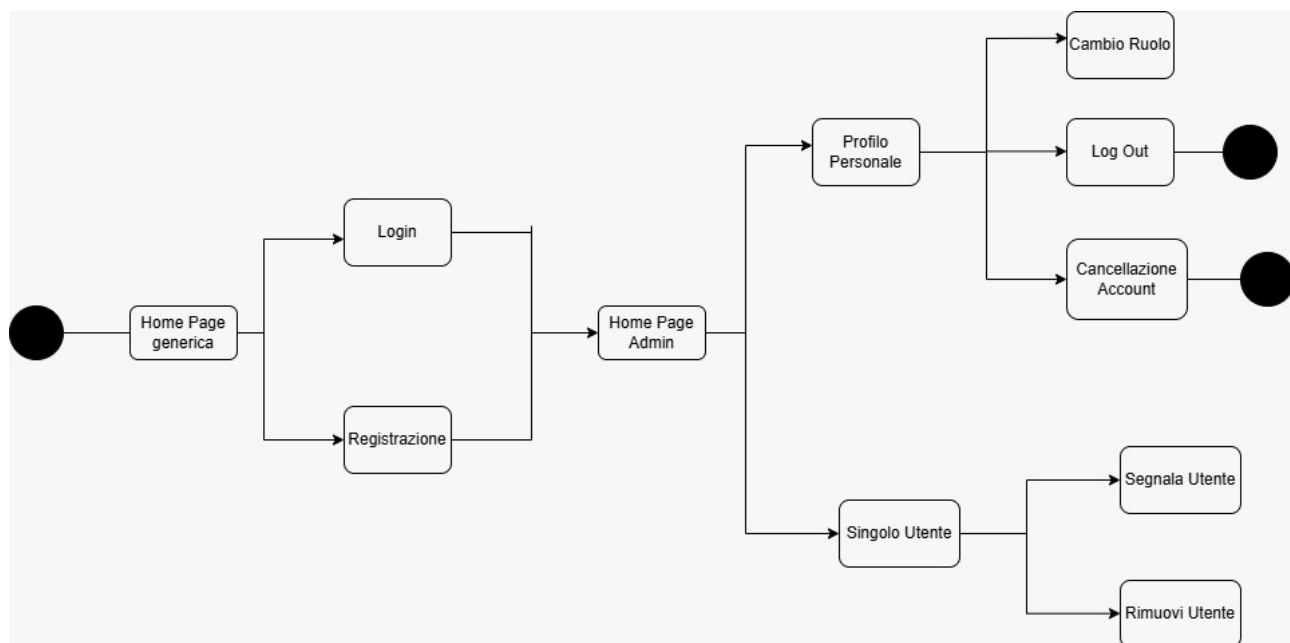 Home Page
generica
Login
Registrazione
Home Page
Admin
Profilo
Personale
Cambio Ruolo
Log Out
Cancellazione
Account
Singolo Utente
Segnala Utente
Rimuovi Utente